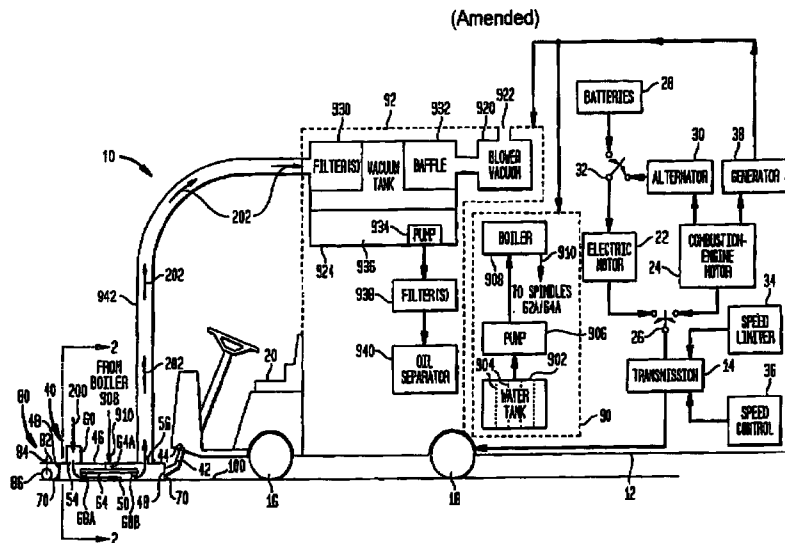 (Amended)
92
930
932
920
922
BATTERIES
28
10
FILTER(S)
VACUUM TANK
BAFFLE
BLOWER VACUUM
30
38
32
ALTERNATOR
GENERATOR
202
934
PUMP
924
936
BOILER
908
910
TO SPINDLES 62A/64A
22
ELECTRIC MOTOR
COMBUSTION-ENGINE MOTOR
24
942
202
938
FILTER(S)
26
34
SPEED LIMITER
20
PUMP
906
940
OIL SEPARATOR
904
902
WATER TANK
TRANSMISSION
14
36
SPEED CONTROL
90
2
FROM BOILER 908
202
200
40
80
48
60
910
46
64A
56
44
42
82
84
86
70
54
68A
64
50
68B
48
70
100
16
18
12
2